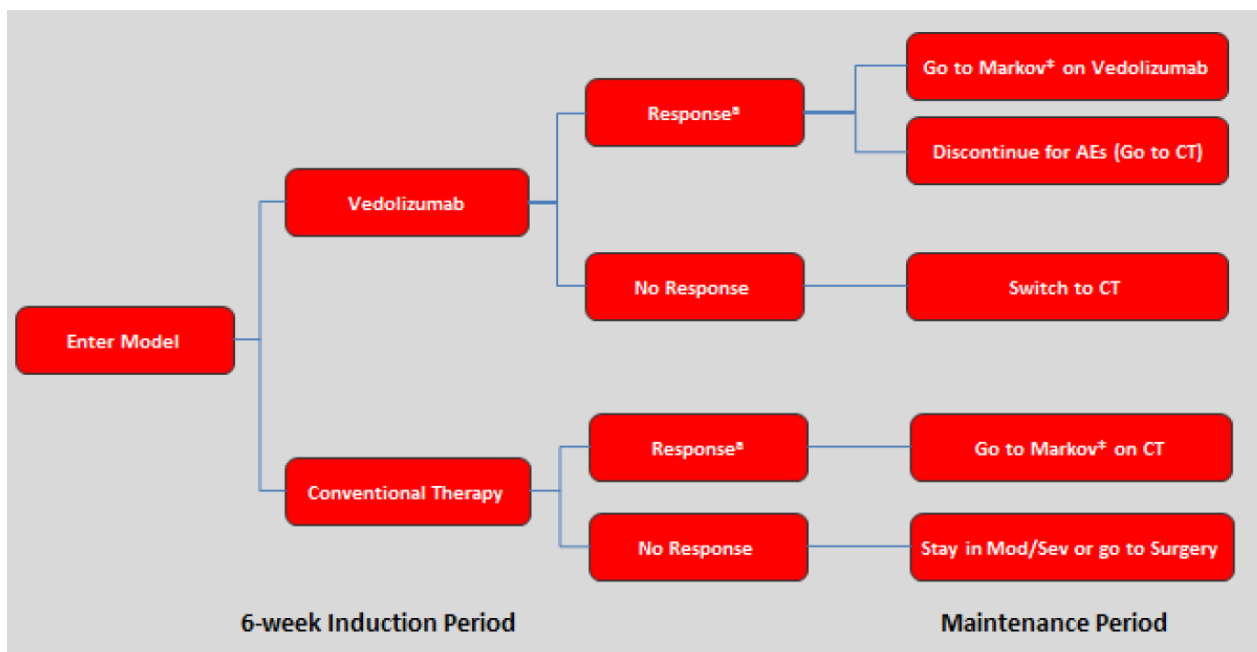 Go to Markov* on Vedolizumab
Responseª
Discontinue for AEs (Go to CT)
Vedolizumab
No Response
Switch to CT
Enter Model
Responseª
Go to Markov* on CT
Conventional Therapy
No Response
Stay in Mod/Sev or go to Surgery
6-week Induction Period
Maintenance Period